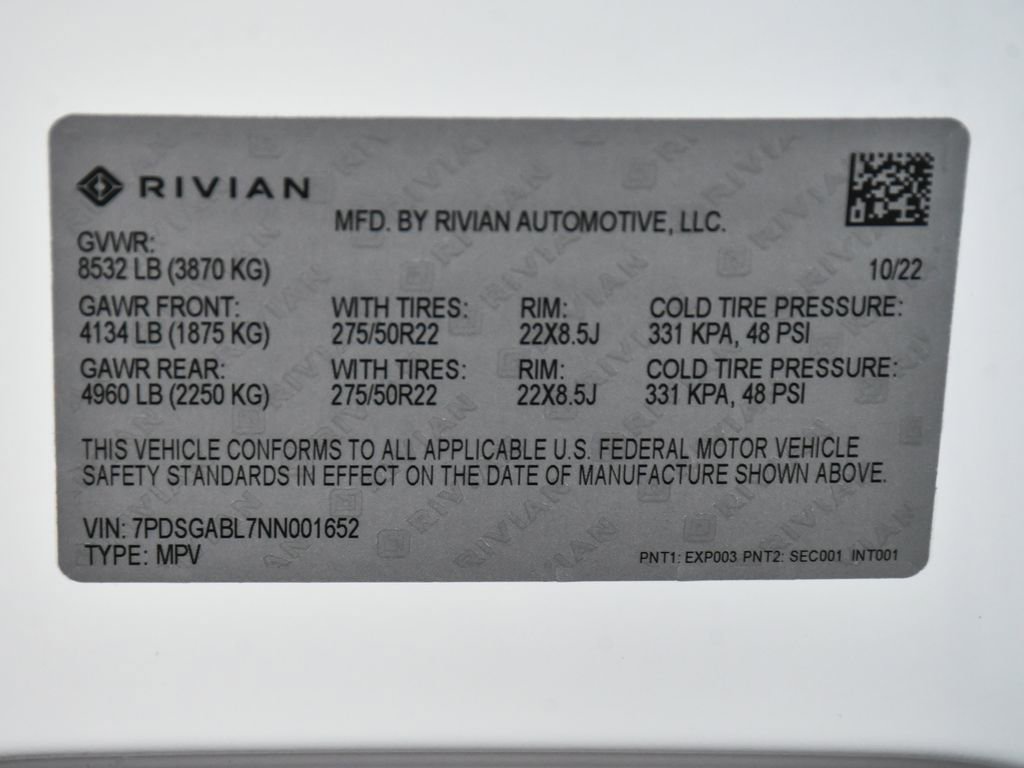 RIVIAN
MFD. BY RIVIAN AUTOMOTIVE, LLC.
GVWR:
8532 LB (3870 KG)
10/22
GAWR FRONT: WITH TIRES: RIM: COLD TIRE PRESSURE:
4134 LB (1875 KG) 275/50R22 22X8.5J 331 KPA, 48 PSI
GAWR REAR: WITH TIRES: RIM: COLD TIRE PRESSURE:
4960 LB (2250 KG) 275/50R22 22X8.5J 331 KPA, 48 PSI
THIS VEHICLE CONFORMS TO ALL APPLICABLE U.S. FEDERAL MOTOR VEHICLE
SAFETY STANDARDS IN EFFECT ON THE DATE OF MANUFACTURE SHOWN ABOVE.
VIN: 7PDSGABL7NN001652
TYPE: MPV
PNT1: EXP003 PNT2: SEC001 INT001